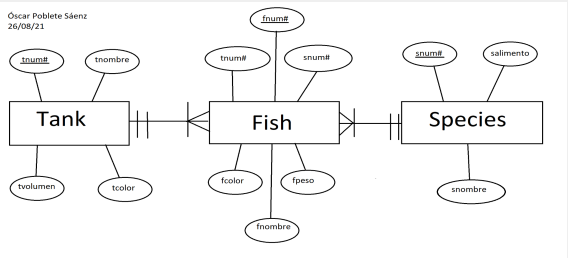 Óscar Poblete Sáenz
26/08/21
fnum#
tnum#
tnombre
tnum#
snum#
snum#
salimento
Tank
Fish
Species
tvolumen
tcolor
fcolor
fpeso
snombre
fnombre